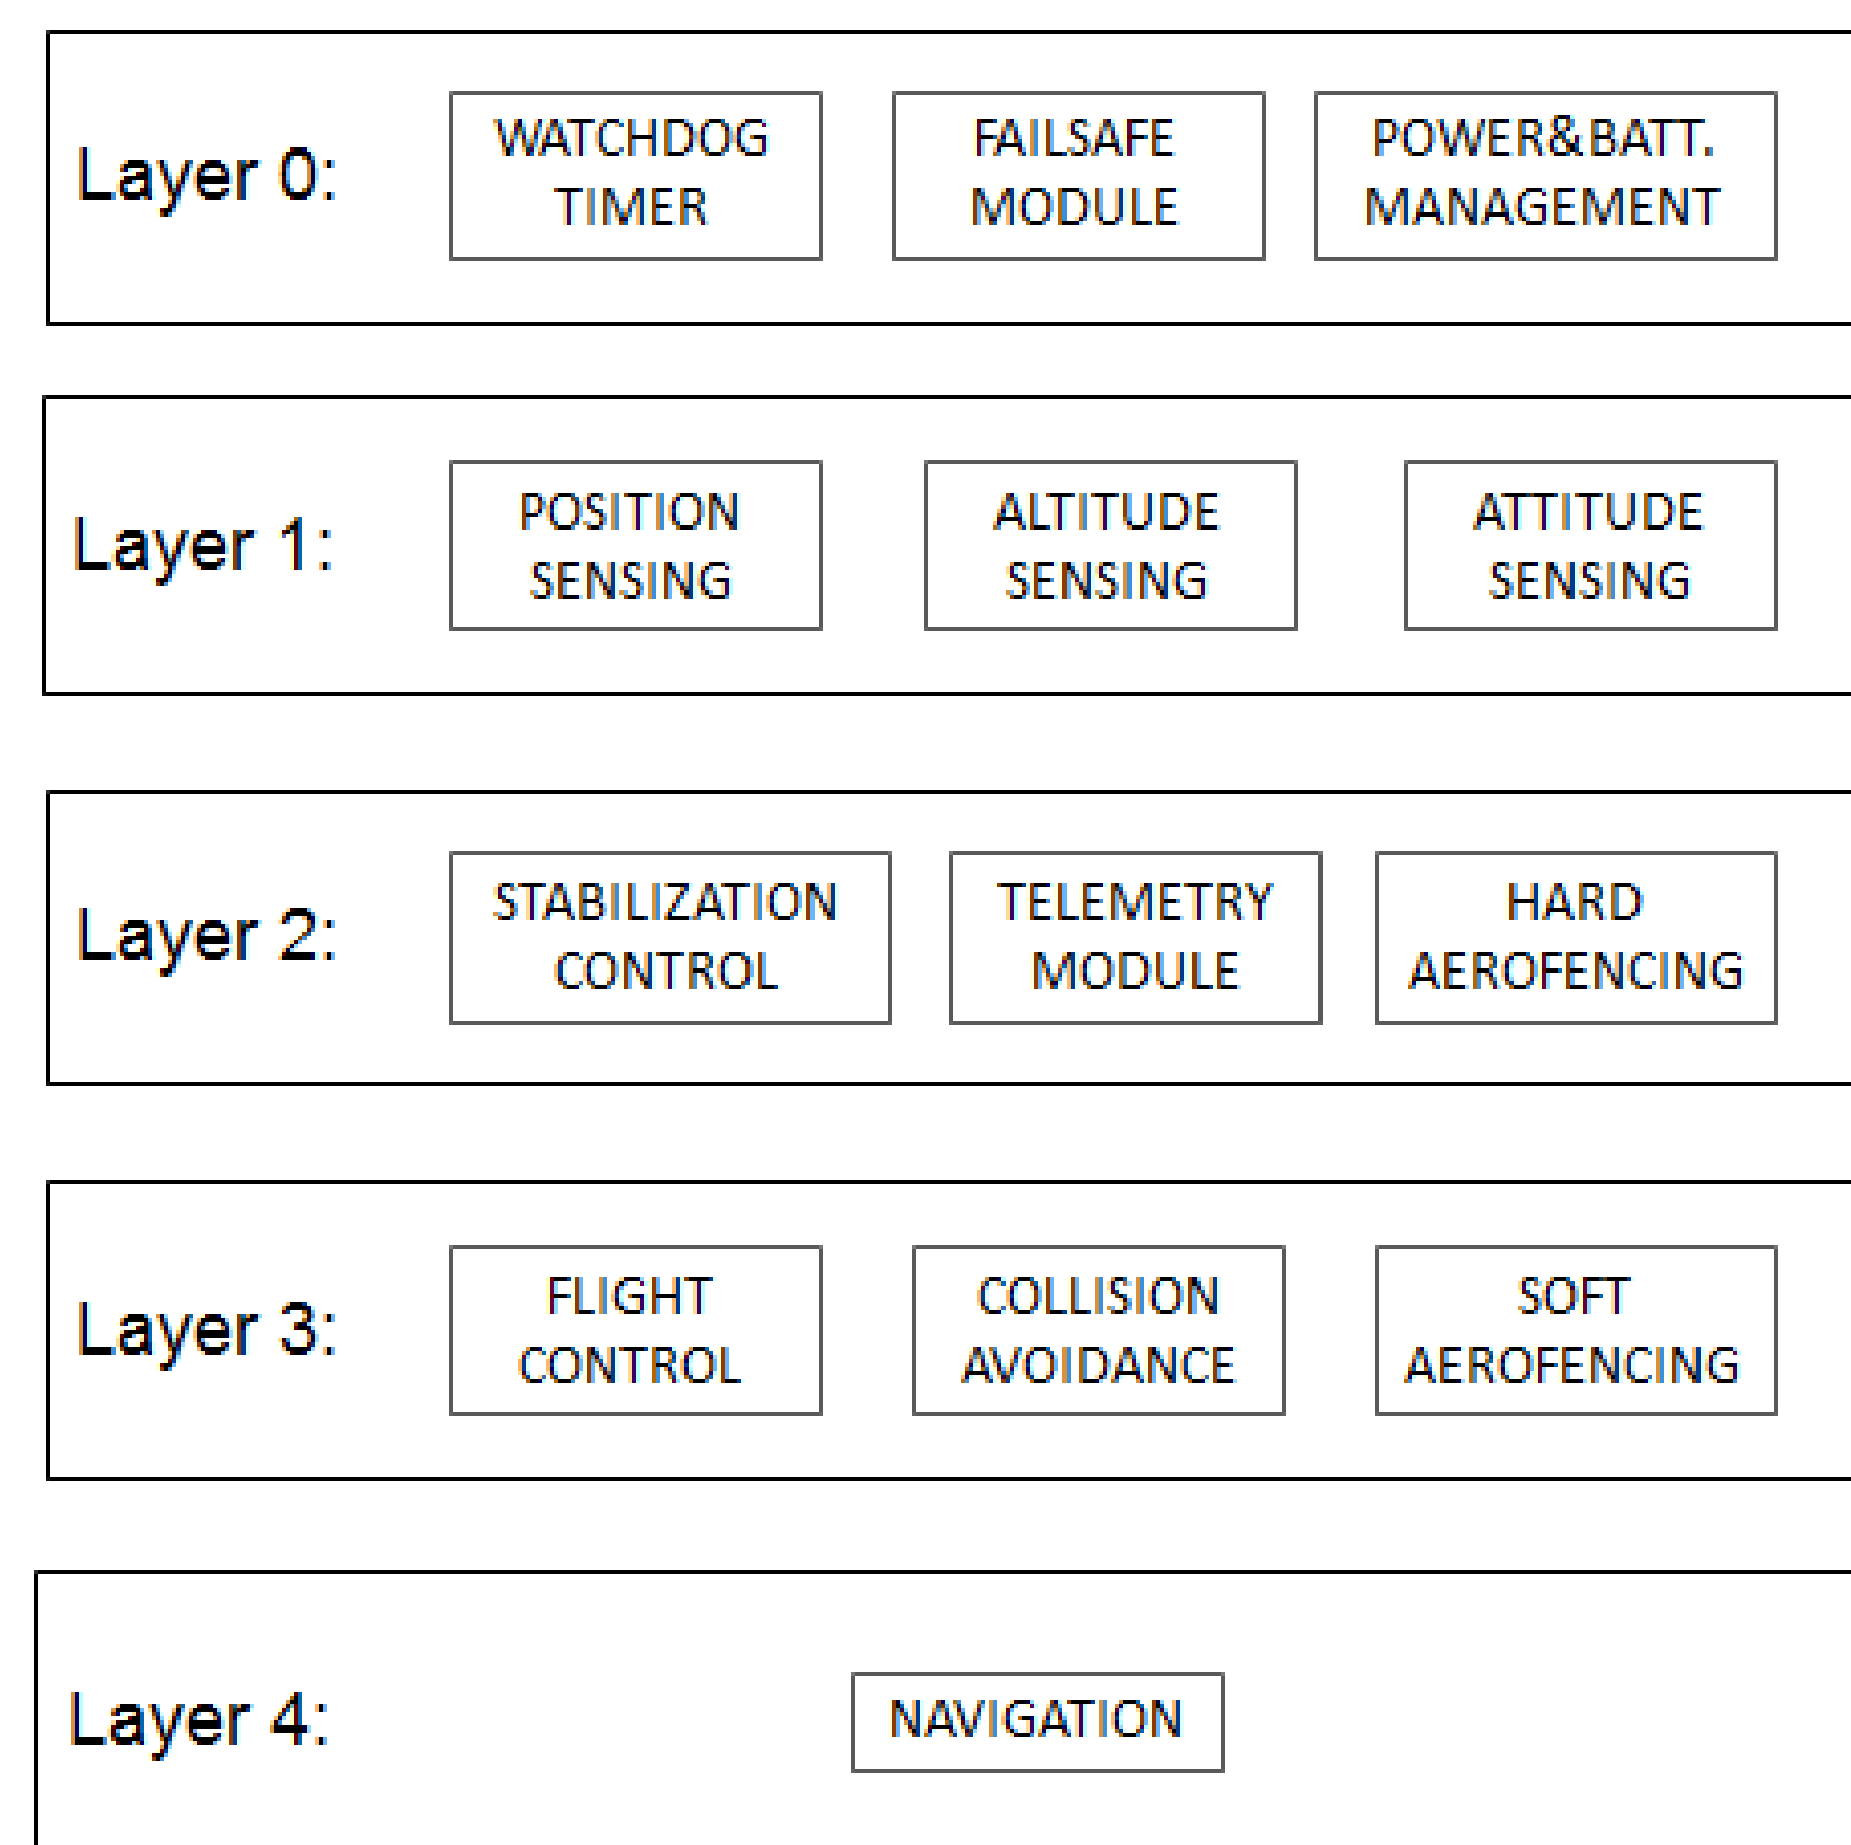 Layer 0:
WATCHDOG
TIMER
FAILSAFE
MODULE
POWER&BATT.
MANAGEMENT
Layer 1:
POSITION
SENSING
ALTITUDE
SENSING
ATTITUDE
SENSING
Layer 2:
STABILIZATION
CONTROL
TELEMETRY
MODULE
HARD
AEROFENCING
Layer 3:
FLIGHT
CONTROL
COLLISION
AVOIDANCE
SOFT
AEROFENCING
Layer 4:
NAVIGATION